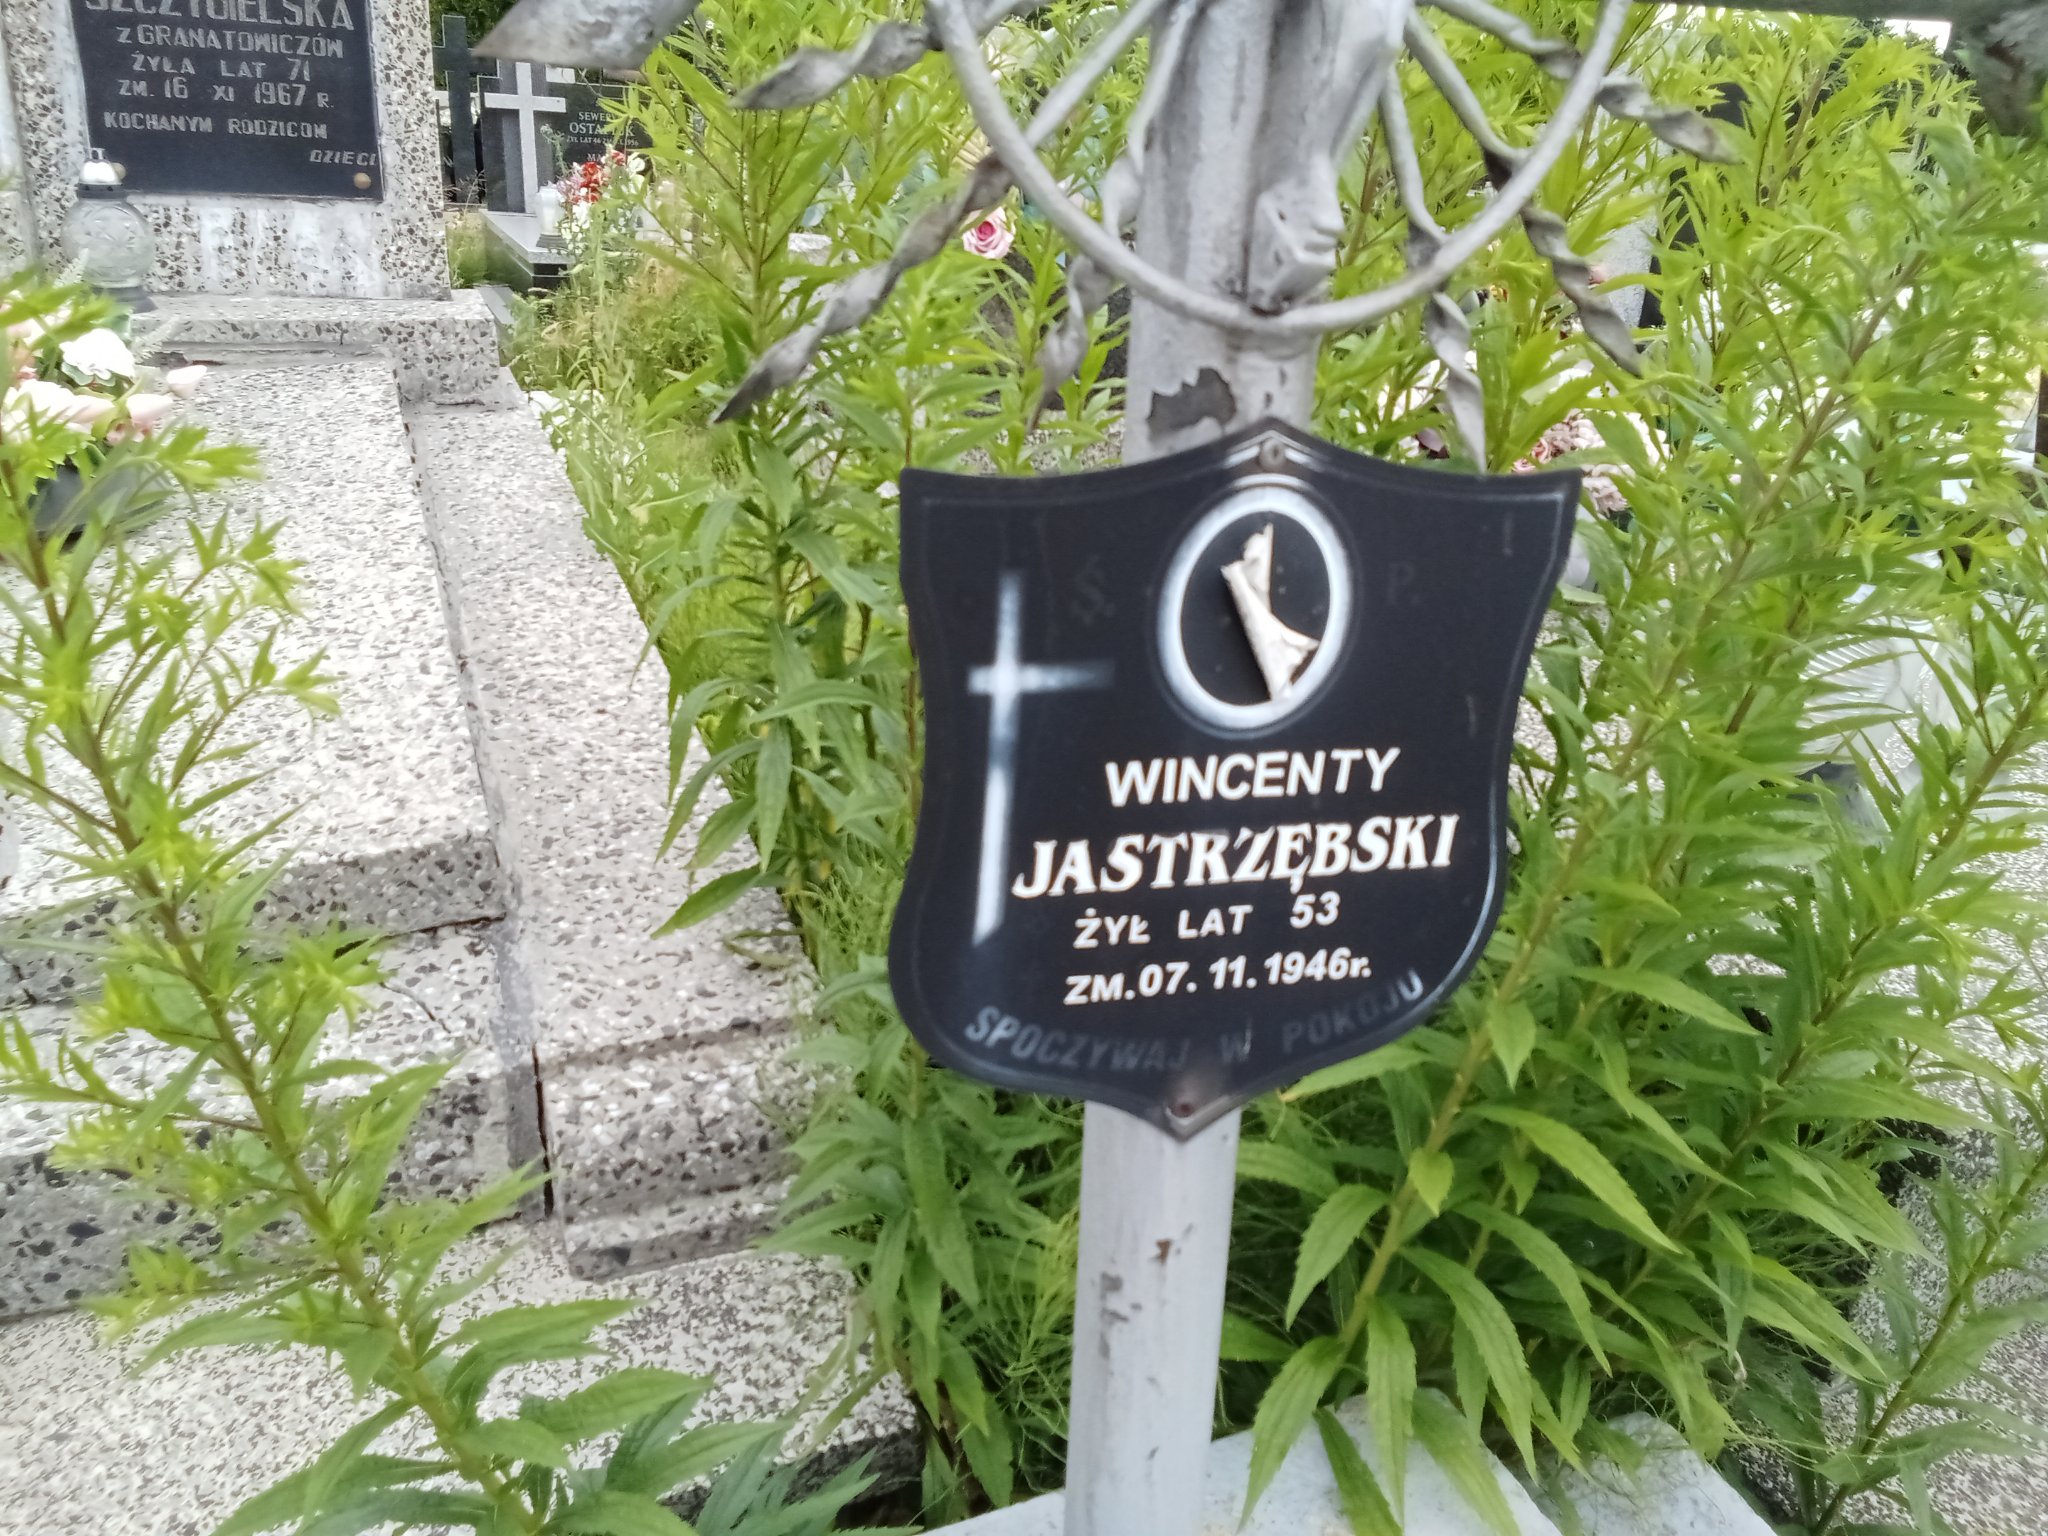 SZCZYGIELSKA
Z GRANATOWICZÓW
ŻYŁA LAT 71
ZM. 16 XI 1967 R.
KOCHANYM RODZICOM
DZIECI
Ś. P.
WINCENTY
JASTRZĘBSKI
ŻYŁ LAT 53
ZM. 07. 11. 1946r.
SPOCZYWAJ W POKOJU